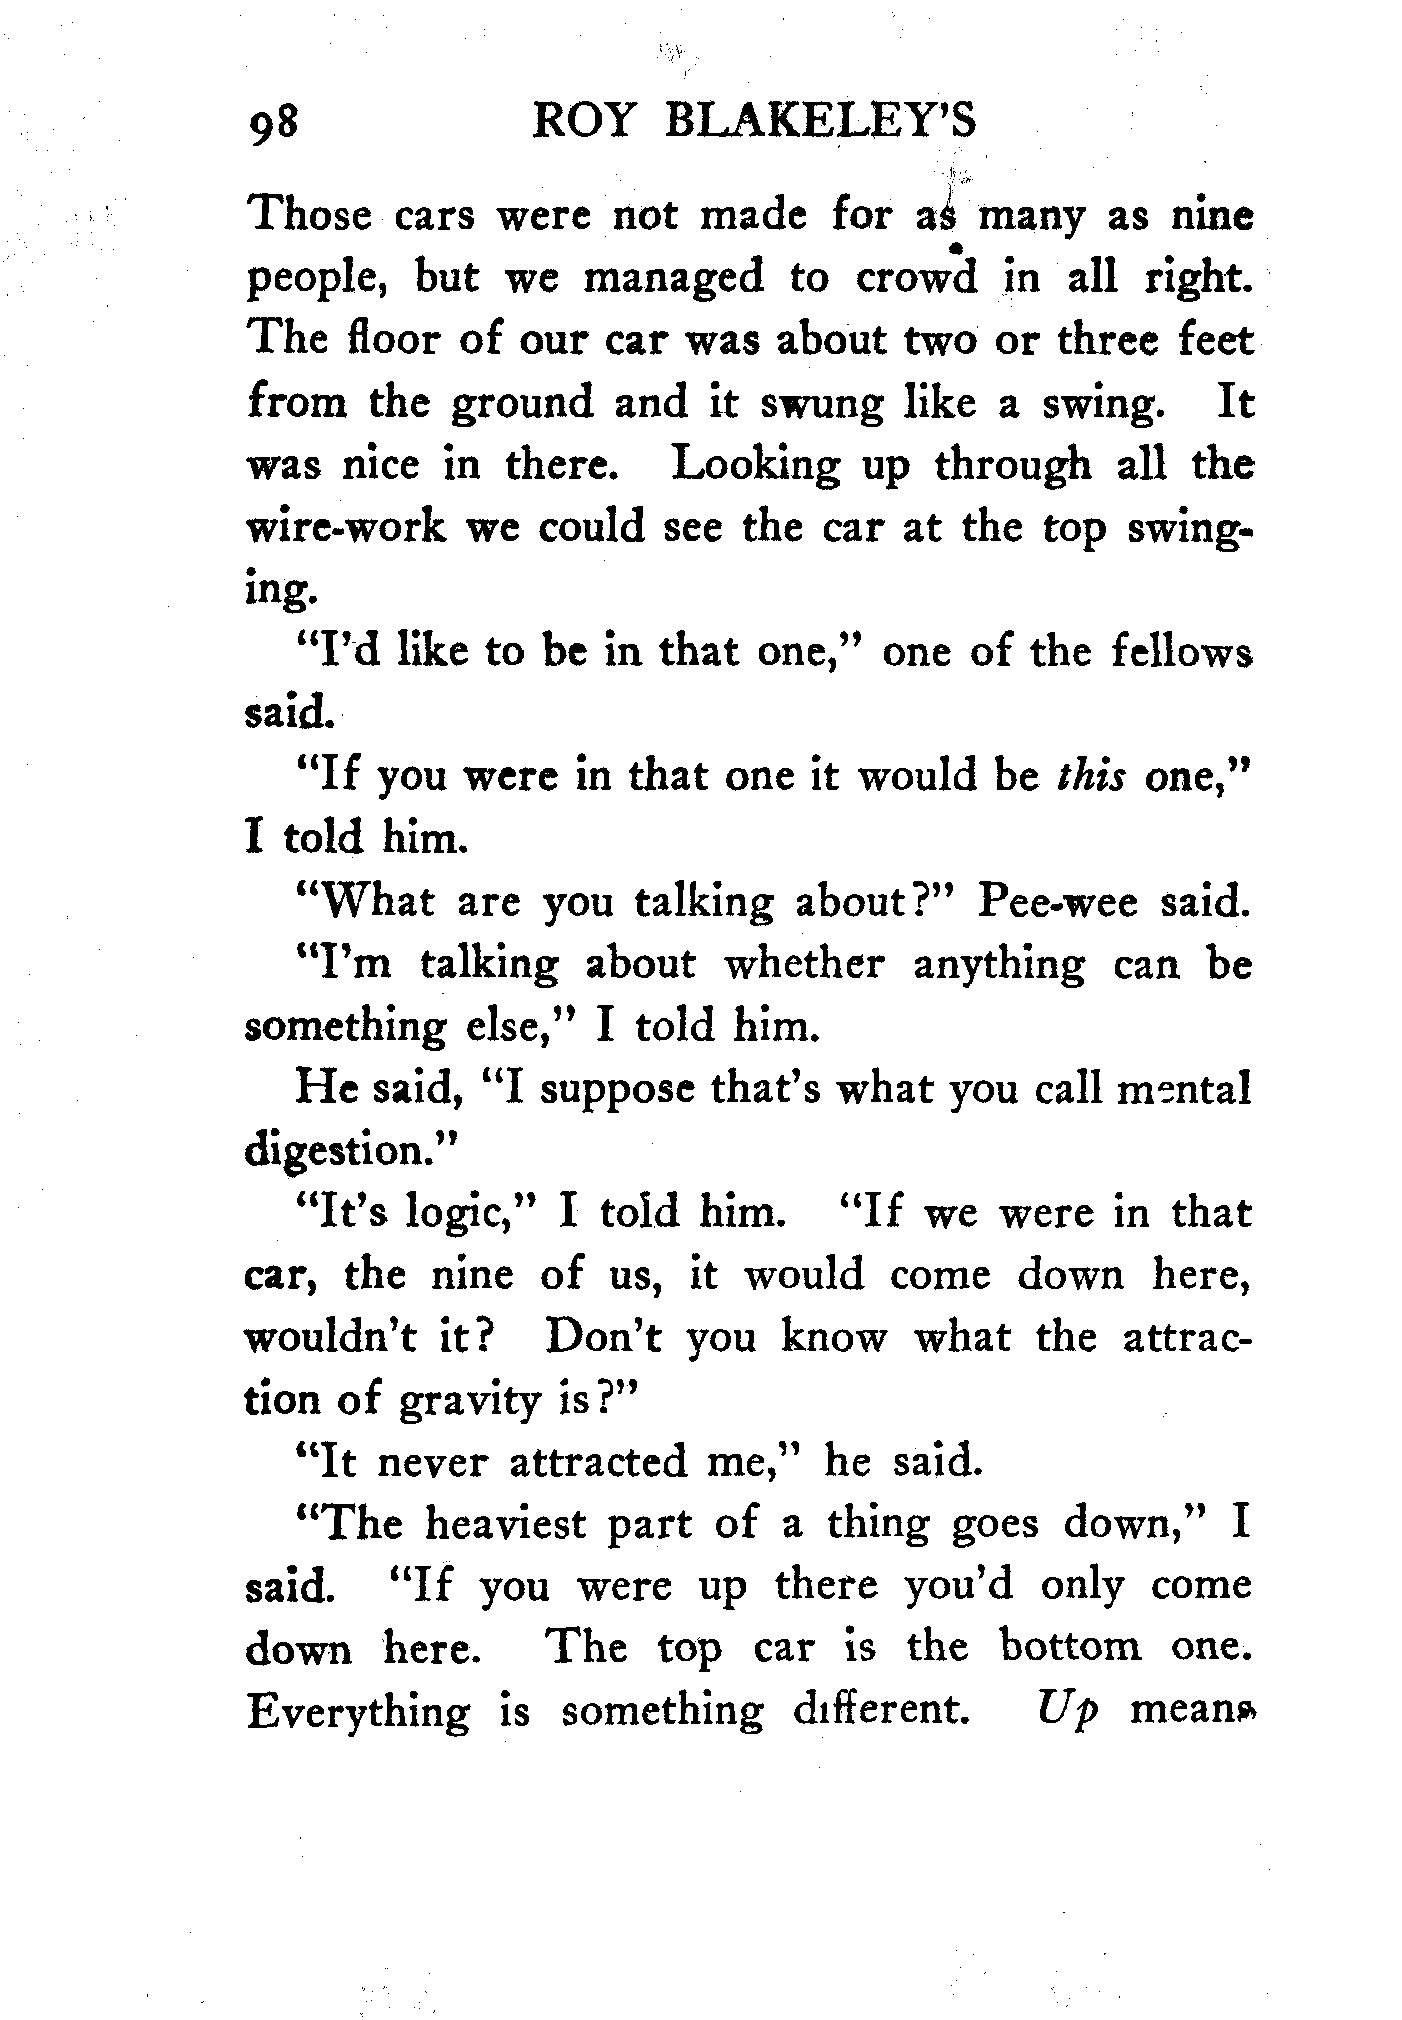 98 ROY BLAKELEY'S
Those cars were not made for as many as nine
people, but we managed to crowd in all right.
The floor of our car was about two or three feet
from the ground and it swung like a swing. It
was nice in there. Looking up through all the
wire-work we could see the car at the top swing-
ing.
“I'd like to be in that one,” one of the fellows
said.
“If you were in that one it would be this one,”
I told him.
“What are you talking about?” Pee-wee said.
“I'm talking about whether anything can be
something else,” I told him.
He said, “I suppose that's what you call mental
digestion.”
“It's logic,” I told him. “If we were in that
car, the nine of us, it would come down here,
wouldn't it? Don't you know what the attrac-
tion of gravity is?”
“It never attracted me,” he said.
“The heaviest part of a thing goes down,” I
said. “If you were up there you'd only come
down here. The top car is the bottom one.
Everything is something different. Up means